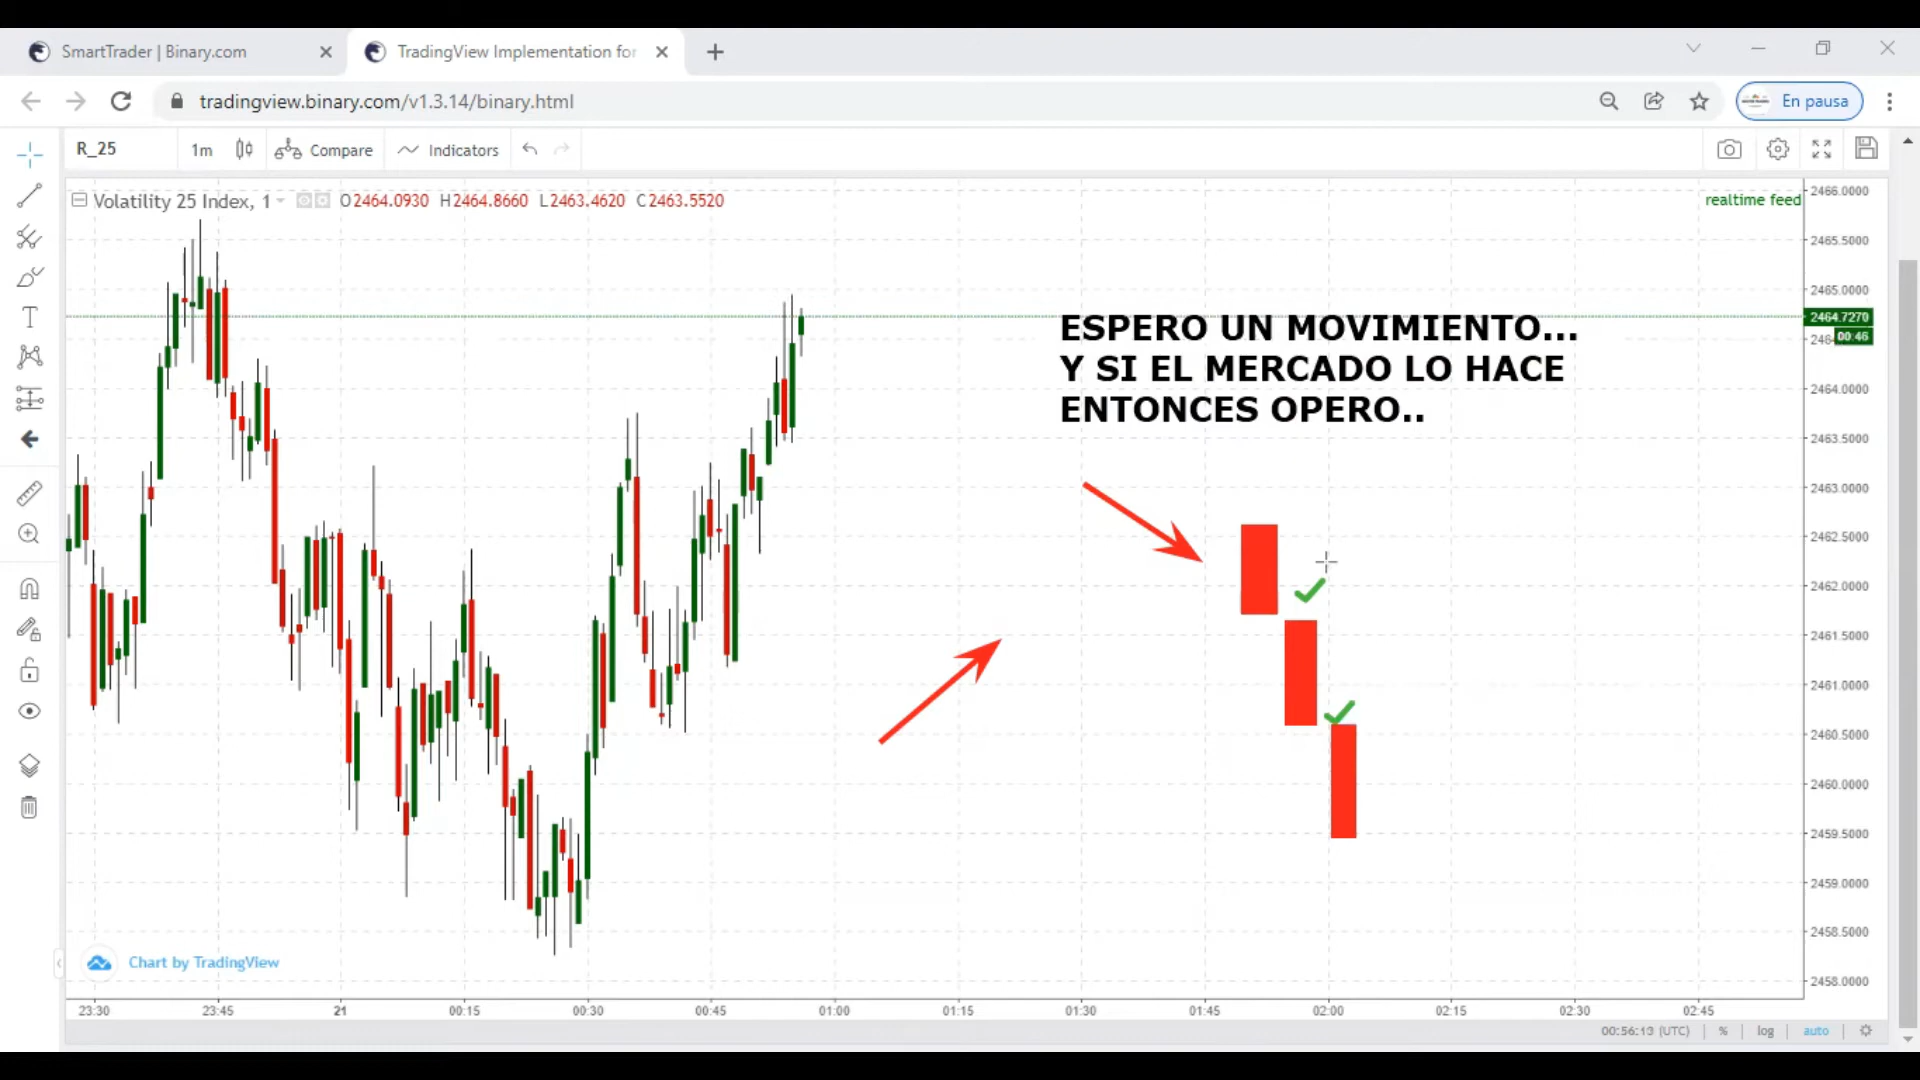 SmartTrader | Binary.com
TradingView Implementation for
tradingview.binary.com/v1.3.14/binary.html
En pausa
R_25
1m
Compare
Indicators
Volatility 25 Index, 1
O2464.0930 H2464.8660 L2463.4620 C2463.5520
realtime feed
ESPERO UN MOVIMIENTO...
Y SI EL MERCADO LO HACE
ENTONCES OPERO..
2466.0000
2465.5000
2465.0000
2464.7270
00:46
2464.0000
2463.5000
2463.0000
2462.5000
2462.0000
2461.5000
2461.0000
2460.5000
2460.0000
2459.5000
2459.0000
2458.5000
2458.0000
Chart by TradingView
23:30 23:45 21 00:15 00:30 00:45 01:00 01:15 01:30 01:45 02:00 02:15 02:30 02:45
00:56:13 (UTC) % log auto